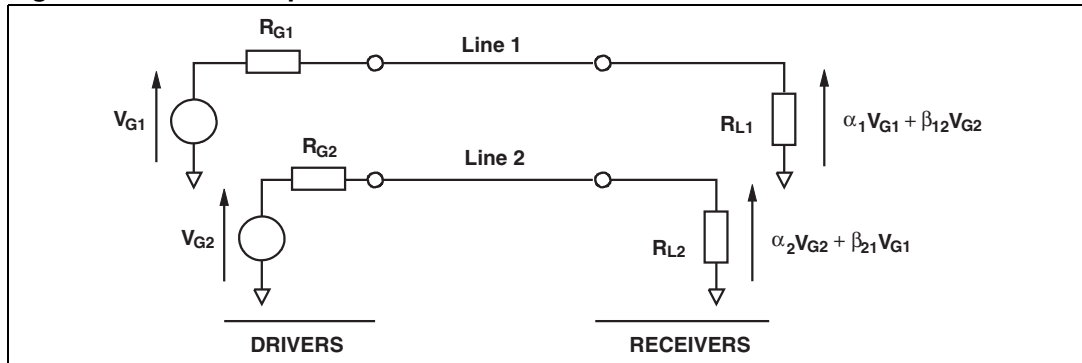 R_G1
Line 1
V_G1
R_L1
α₁V_G1 + β₁₂V_G2
R_G2
Line 2
V_G2
R_L2
α₂V_G2 + β₂₁V_G1
DRIVERS
RECEIVERS